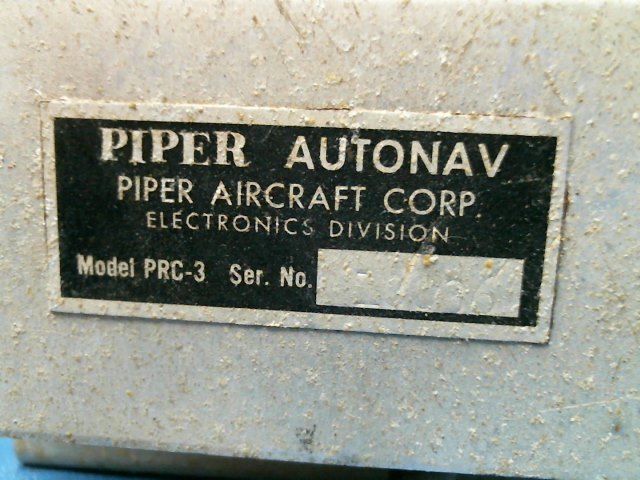 PIPER AUTONAV
PIPER AIRCRAFT CORP.
ELECTRONICS DIVISION
Model PRC-3 Ser. No.